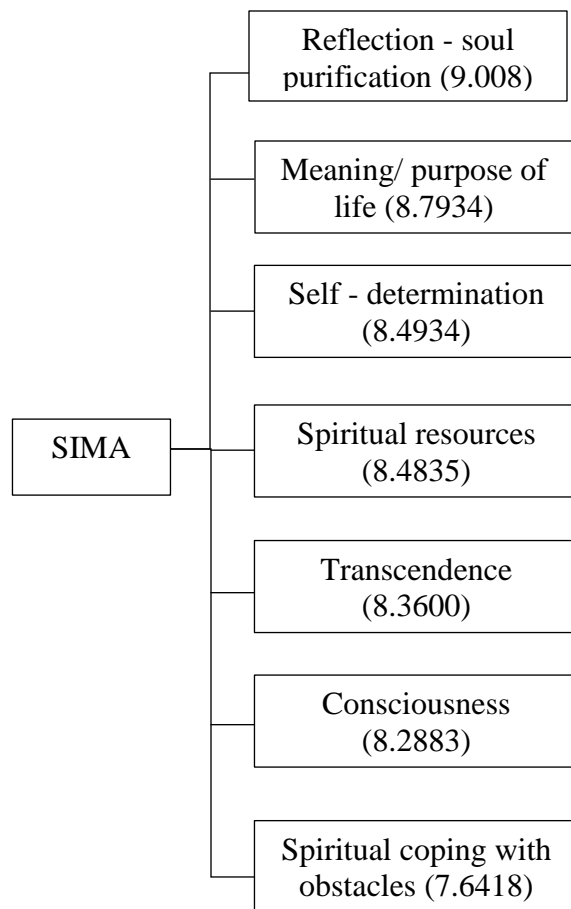 Reflection - soul
purification (9.008)
Meaning/ purpose of
life (8.7934)
Self - determination
(8.4934)
SIMA
Spiritual resources
(8.4835)
Transcendence
(8.3600)
Consciousness
(8.2883)
Spiritual coping with
obstacles (7.6418)